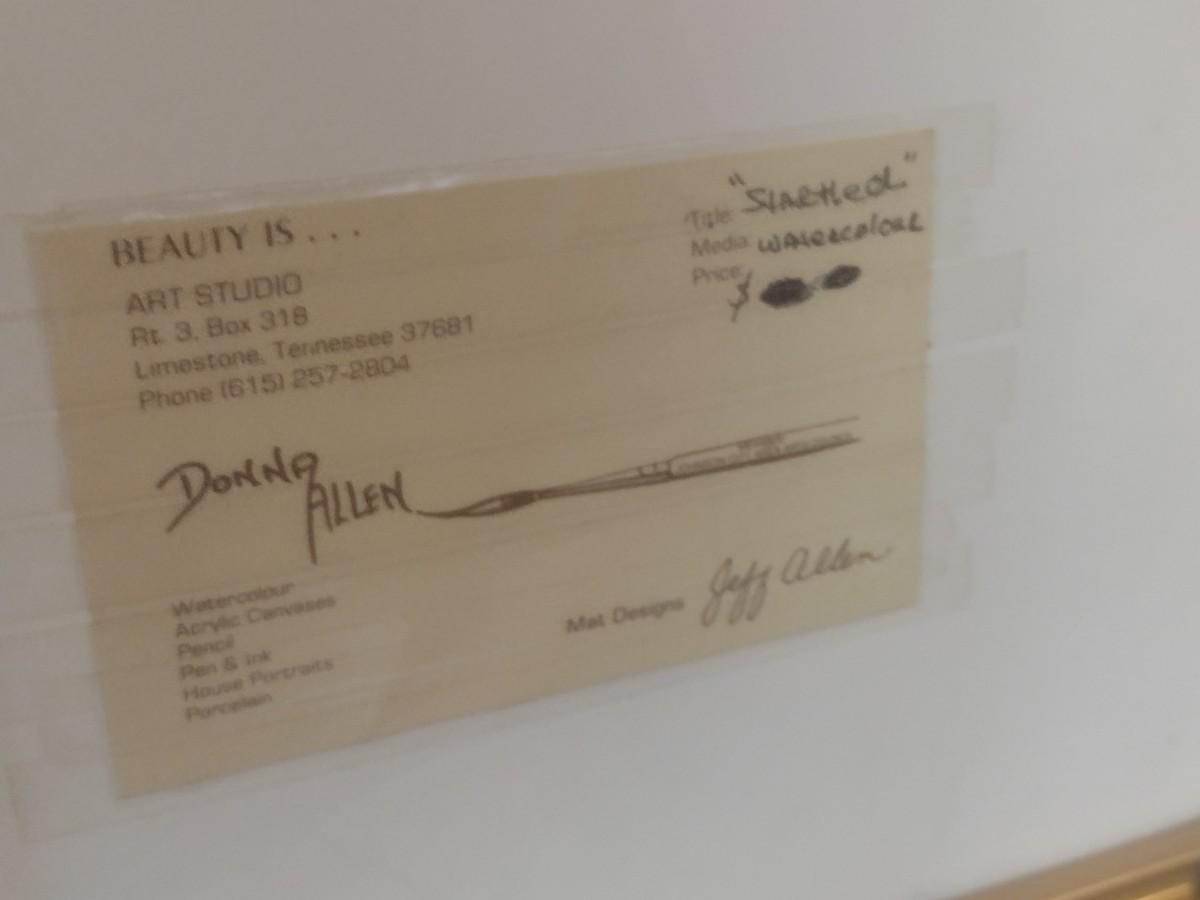 BEAUTY IS . . .
ART STUDIO
Rt. 3, Box 318
Limestone, Tennessee 37681
Phone (615) 257-2804
Title: "Startled"
Media: Watercolour
Price: $
DONNA
ALLEN
Watercolour
Acrylic Canvases
Pencil
Pen & Ink
House Portraits
Porcelain
Mat Designs Jeff Allen